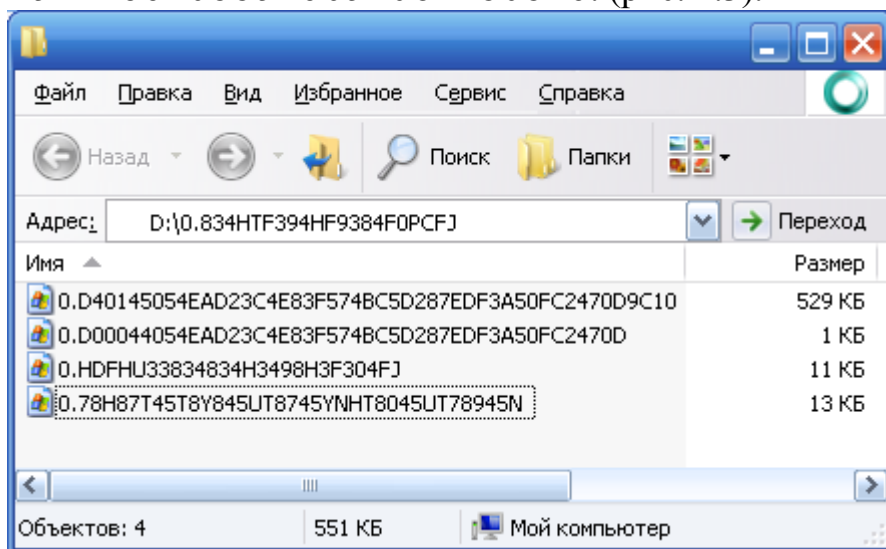 Файл Правка Вид Избранное Сервис Справка
Назад Поиск Папки
Адрес: D:\0.834HTF394HF9384F0PCFJ Переход
Имя Размер
0.D40145054EAD23C4E83F574BC5D287EDF3A50FC2470D9C10 529 КБ
0.D00044054EAD23C4E83F574BC5D287EDF3A50FC2470D 1 КБ
0.HDFHU33834834H3498H3F304FJ 11 КБ
0.78H87T45T8Y845UT8745YNHT8045UT78945N 13 КБ
Объектов: 4 551 КБ Мой компьютер